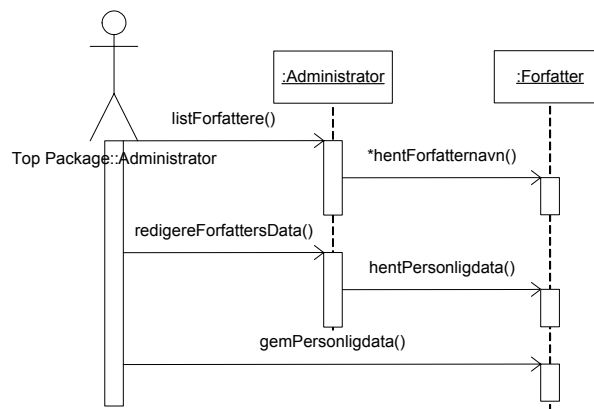 :Administrator
:Forfatter
listForfattere()
Top Package::Administrator
*hentForfatternavn()
redigereForfattersData()
hentPersonligdata()
gemPersonligdata()